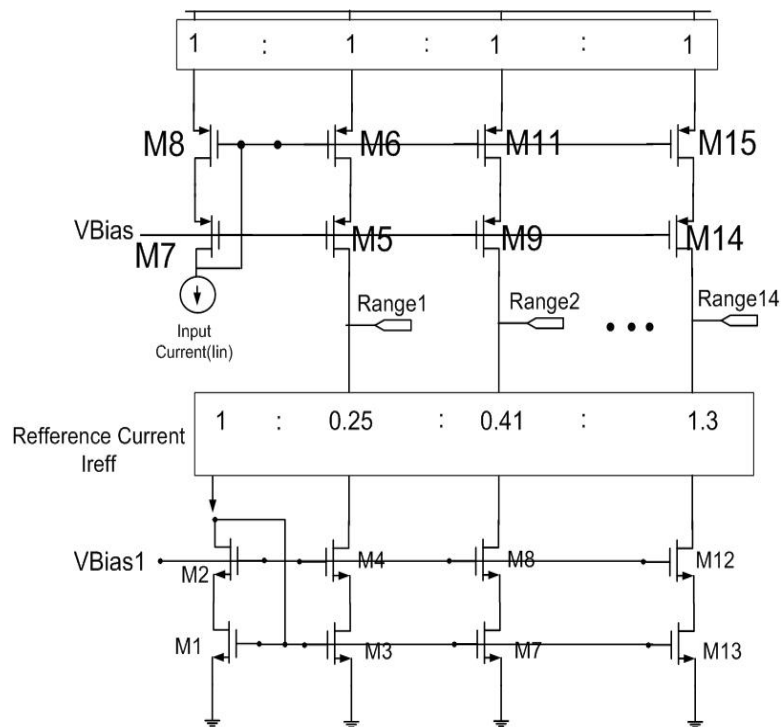 1 : 1 : 1 : 1
M8 M6 M11 M15
VBias
M7 M5 M9 M14
Range1 Range2 Range14
Input
Current(Iin)
1 : 0.25 : 0.41 : 1.3
Refference Current
Ireff
VBias1
M2 M4 M8 M12
M1 M3 M7 M13